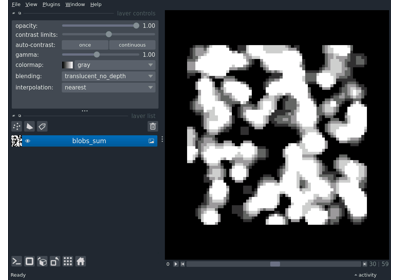 File View Plugins Window Help
layer controls
opacity: 1.00
contrast limits:
auto-contrast: once continuous
gamma: 1.00
colormap: gray
blending: translucent_no_depth
interpolation: nearest
layer list
blobs_sum
30 59
Ready activity